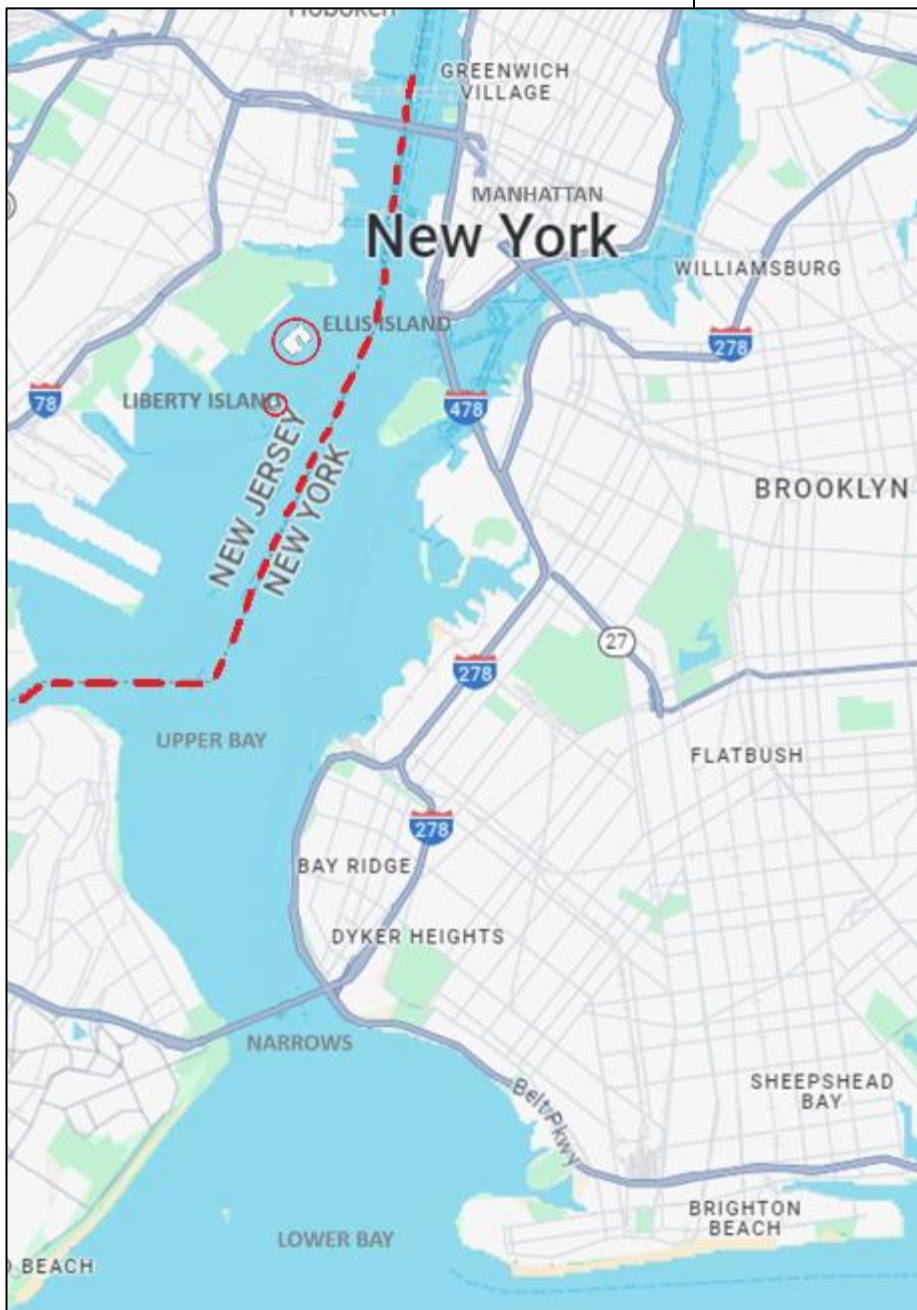 GREENWICH
VILLAGE
MANHATTAN
New York
WILLIAMSBURG
ELLIS ISLAND
278
78
LIBERTY ISLAND
478
NEW JERSEY
NEW YORK
BROOKLYN
27
278
UPPER BAY
FLATBUSH
278
BAY RIDGE
DYKER HEIGHTS
NARROWS
Belt Pkwy
SHEEPSHEAD
BAY
BRIGHTON
BEACH
LOWER BAY
BEACH